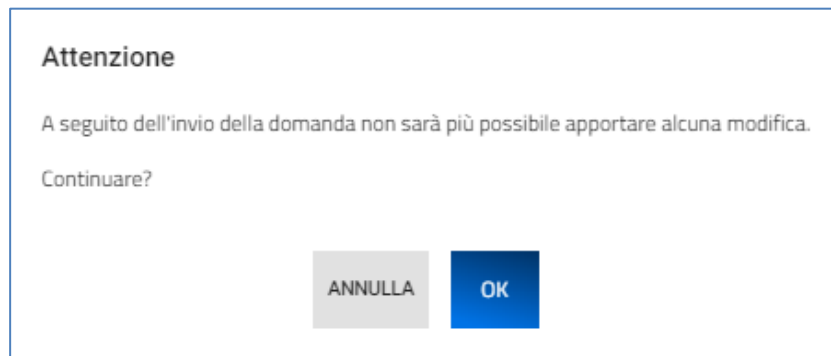 Attenzione
A seguito dell'invio della domanda non sarà più possibile apportare alcuna modifica.
Continuare?
ANNULLA OK